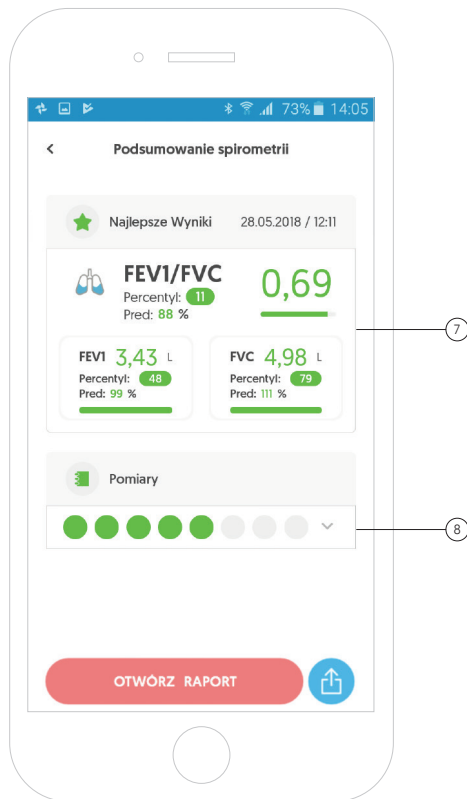 73% 14:05
Podsumowanie spirometrii
Najlepsze Wyniki 28.05.2018 / 12:11
FEV1/FVC 0,69
Percentyl: 11
Pred: 88 %
FEV1 3,43 L
Percentyl: 48
Pred: 99 %
FVC 4,98 L
Percentyl: 79
Pred: 111 %
7
Pomiary
8
OTWÓRZ RAPORT